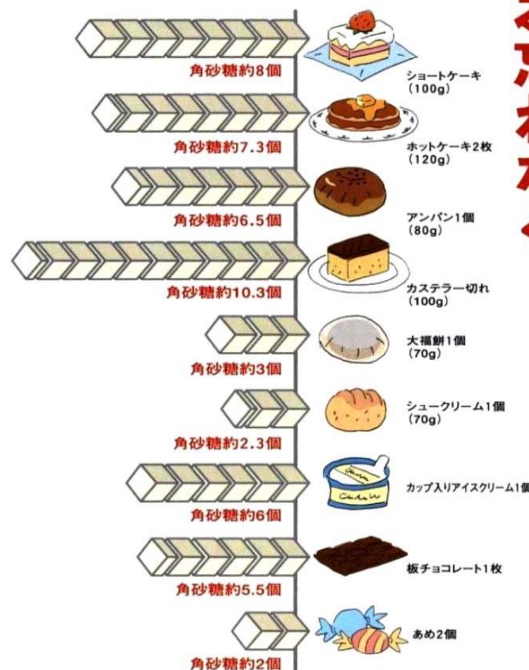 角砂糖約8個
ショートケーキ
(100g)
角砂糖約7.3個
ホットケーキ2枚
(120g)
角砂糖約6.5個
アンパン1個
(80g)
角砂糖約10.3個
カステラ一切れ
(100g)
角砂糖約3個
大福餅1個
(70g)
角砂糖約2.3個
シュークリーム1個
(70g)
角砂糖約6個
カップ入りアイスクリーム1個
角砂糖約5.5個
板チョコレート1枚
角砂糖約2個
あめ2個